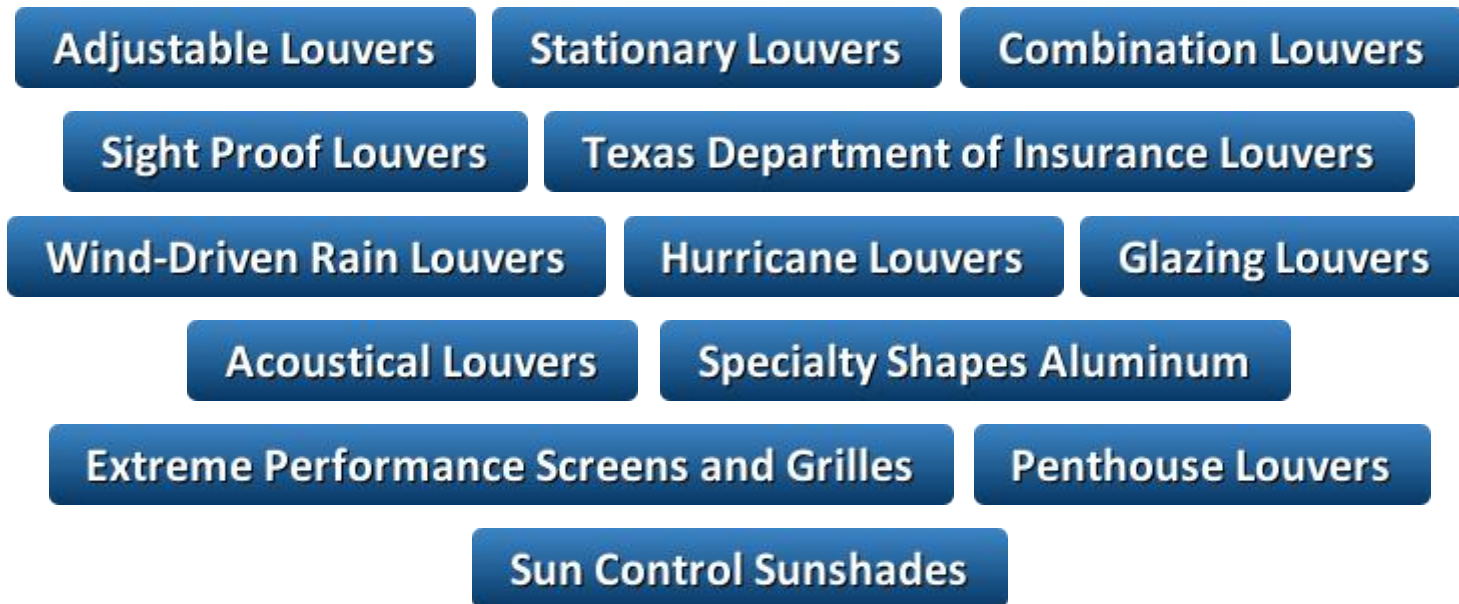 Adjustable Louvers Stationary Louvers Combination Louvers
Sight Proof Louvers Texas Department of Insurance Louvers
Wind-Driven Rain Louvers Hurricane Louvers Glazing Louvers
Acoustical Louvers Specialty Shapes Aluminum
Extreme Performance Screens and Grilles Penthouse Louvers
Sun Control Sunshades